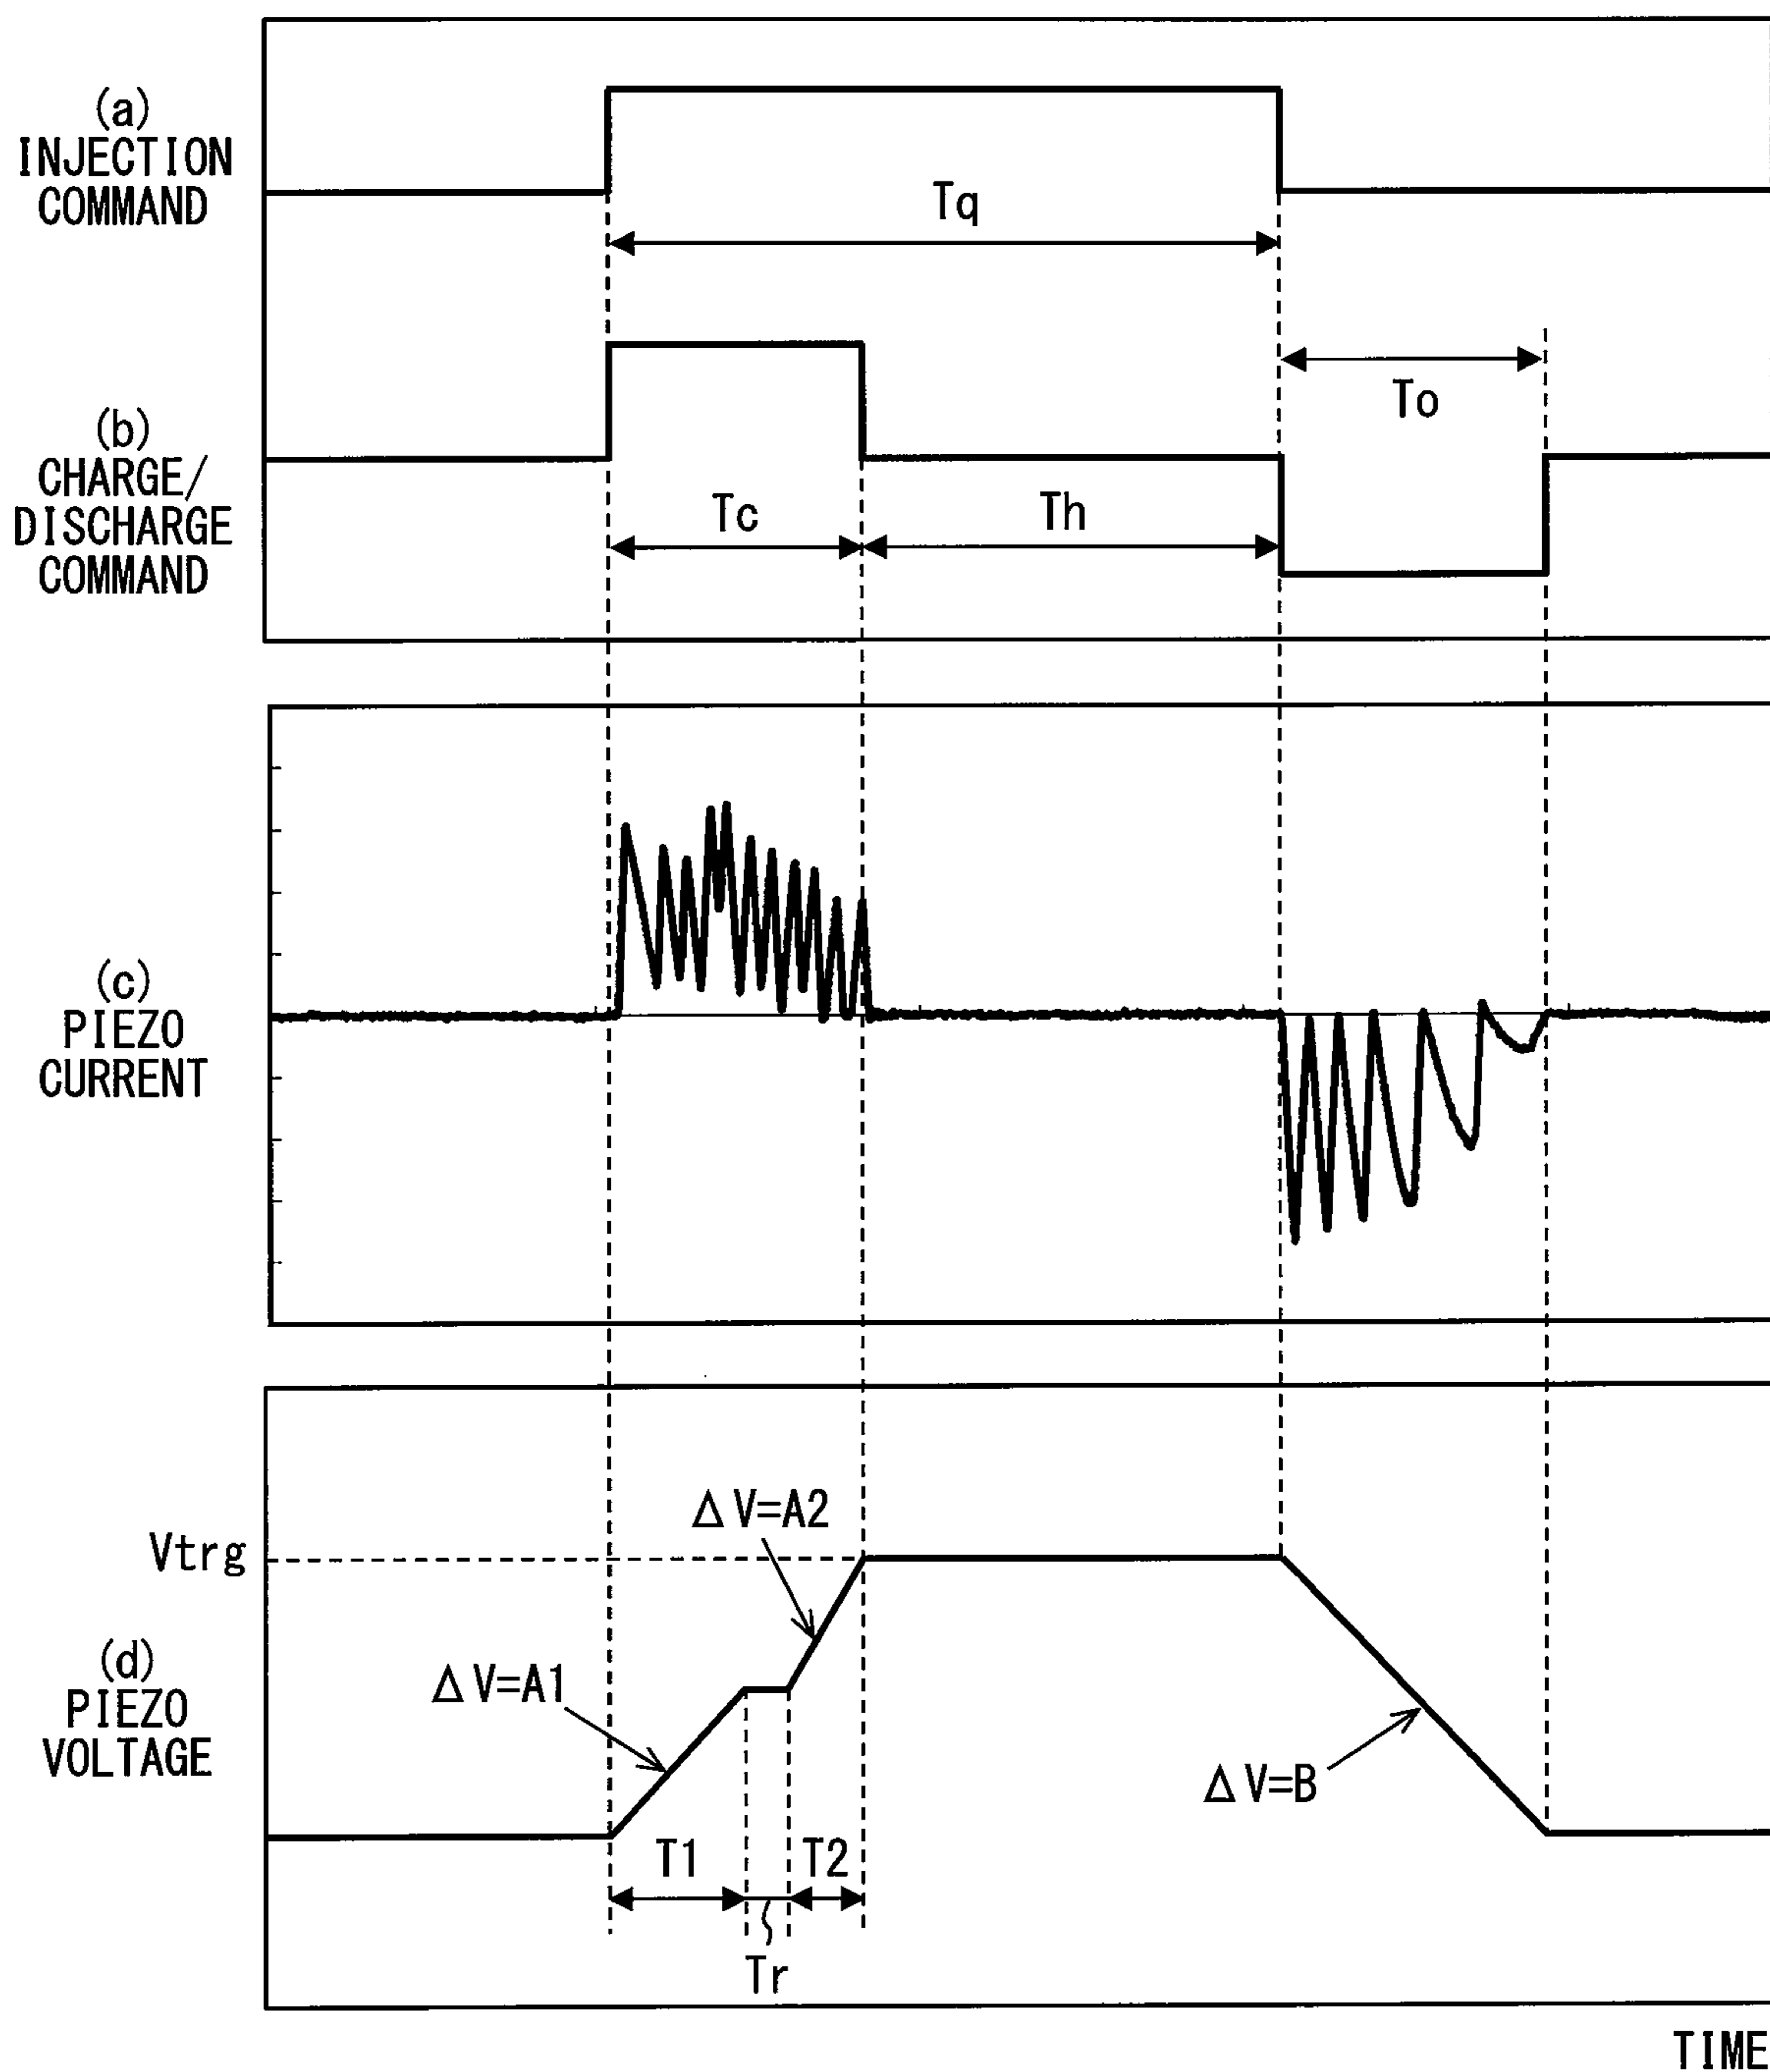 (a)
INJECTION
COMMAND
Tq
To
(b)
CHARGE/
DISCHARGE
COMMAND
Tc
Th
(c)
PIEZO
CURRENT
ΔV=A2
Vtrg
(d)
PIEZO
VOLTAGE
ΔV=A1
ΔV=B
T1
T2
Tr
TIME